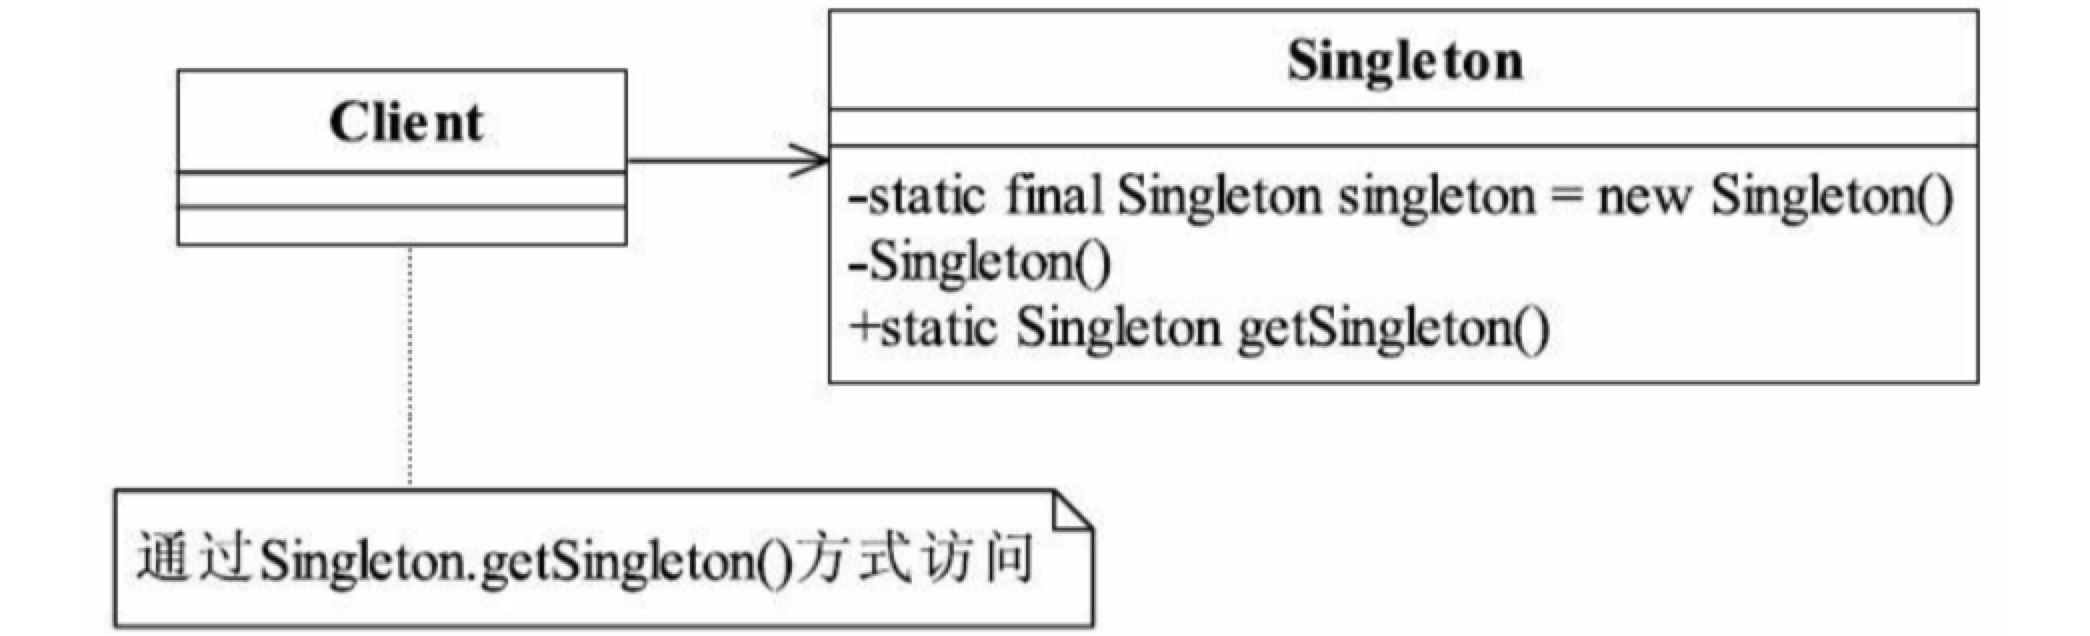 Client
Singleton
-static final Singleton singleton = new Singleton()
-Singleton()
+static Singleton getSingleton()
通过Singleton.getSingleton()方式访问